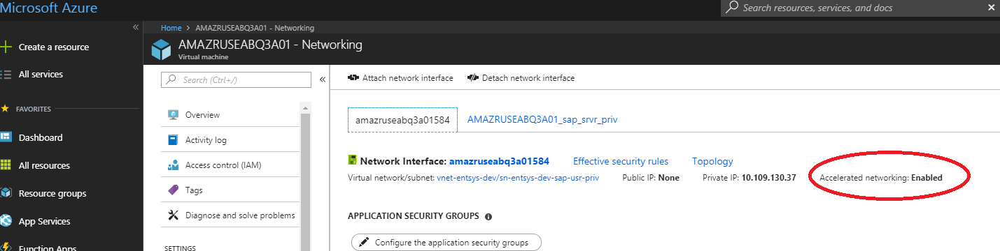 Microsoft Azure
Search resources, services, and docs
Create a resource
All services
FAVORITES
Dashboard
All resources
Resource groups
App Services
Function Apps
Home > AMAZRUSEABQ3A01 - Networking
AMAZRUSEABQ3A01 - Networking
Virtual machine
Search (Ctrl+/)
Overview
Activity log
Access control (IAM)
Tags
Diagnose and solve problems
SETTINGS
Attach network interface Detach network interface
amazruseabq3a01584 AMAZRUSEABQ3A01_sap_srvr_priv
Network Interface: amazruseabq3a01584 Effective security rules Topology
Virtual network/subnet: vnet-entsys-dev/sn-entsys-dev-sap-usr-priv Public IP: None Private IP: 10.109.130.37 Accelerated networking: Enabled
APPLICATION SECURITY GROUPS
Configure the application security groups